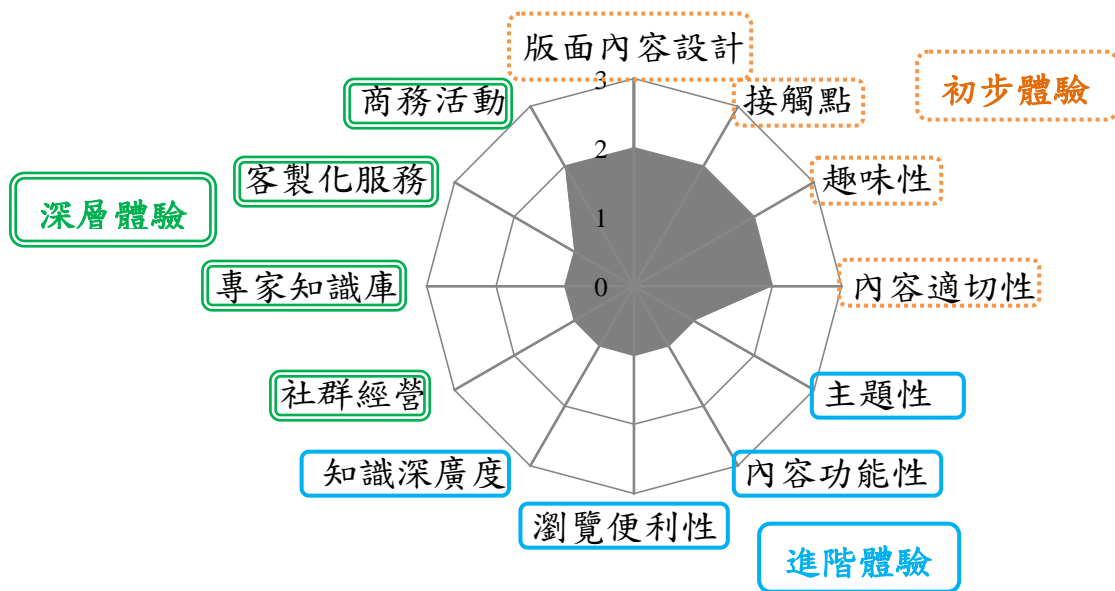 版面內容設計
接觸點
初步體驗
商務活動
3
趣味性
客製化服務
2
深層體驗
1
專家知識庫
0
內容適切性
社群經營
主題性
知識深廣度
內容功能性
瀏覽便利性
進階體驗